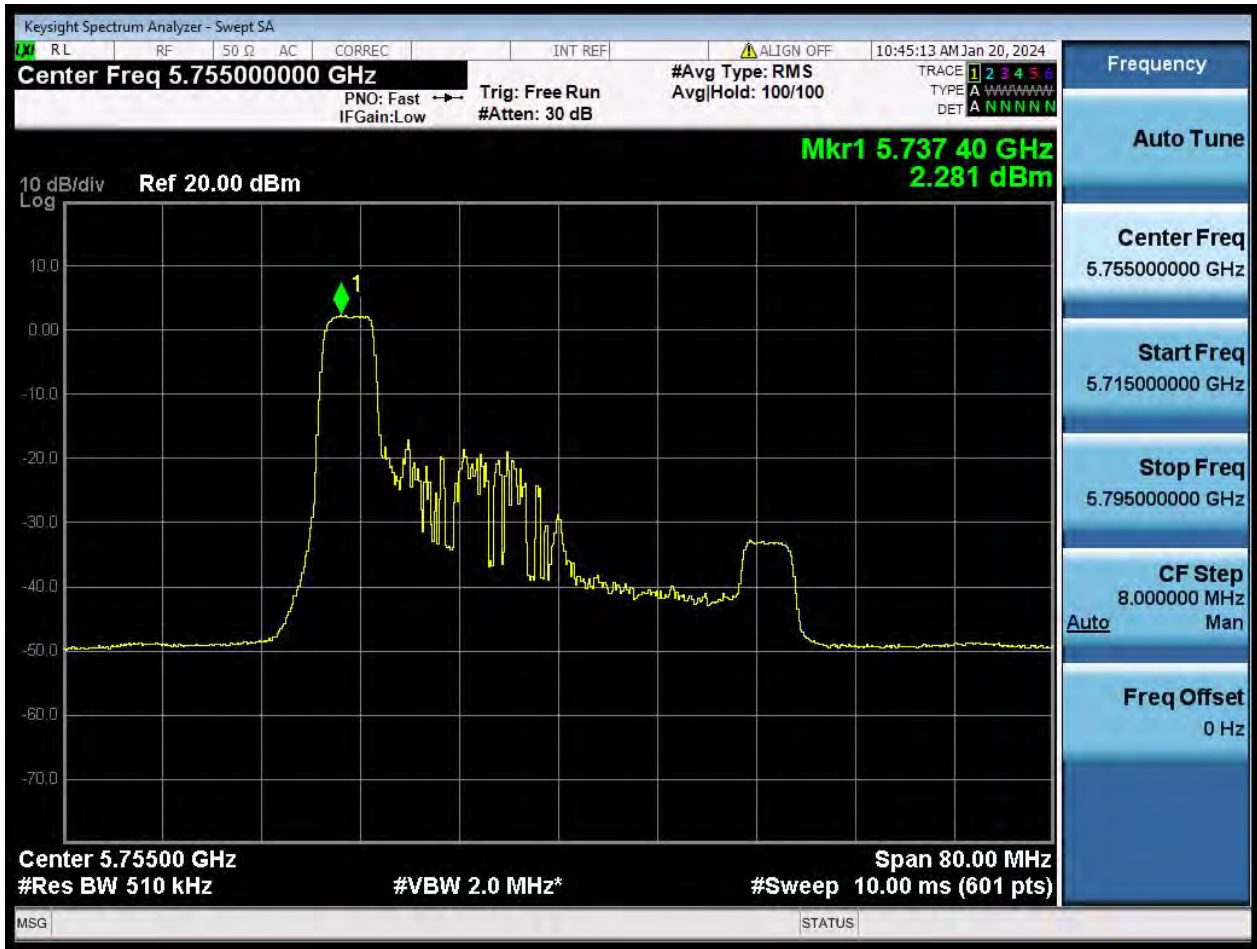 Keysight Spectrum Analyzer - Swept SA
LXI RL RF 50 Ω AC CORREC INT REF ALIGN OFF 10:45:13 AM Jan 20, 2024
Center Freq 5.755000000 GHz
PNO: Fast
IFGain:Low
Trig: Free Run
#Atten: 30 dB
#Avg Type: RMS
Avg|Hold: 100/100
TRACE 1 2 3 4 5 6
TYPE A WWWWW
DET A N N N N N
Mkr1 5.737 40 GHz
2.281 dBm
10 dB/div Ref 20.00 dBm
Log
1
10.0
0.00
-10.0
-20.0
-30.0
-40.0
-50.0
-60.0
-70.0
Center 5.75500 GHz Span 80.00 MHz
#Res BW 510 kHz #VBW 2.0 MHz* #Sweep 10.00 ms (601 pts)
MSG STATUS
Frequency
Auto Tune
Center Freq
5.755000000 GHz
Start Freq
5.715000000 GHz
Stop Freq
5.795000000 GHz
CF Step
8.000000 MHz
Auto Man
Freq Offset
0 Hz